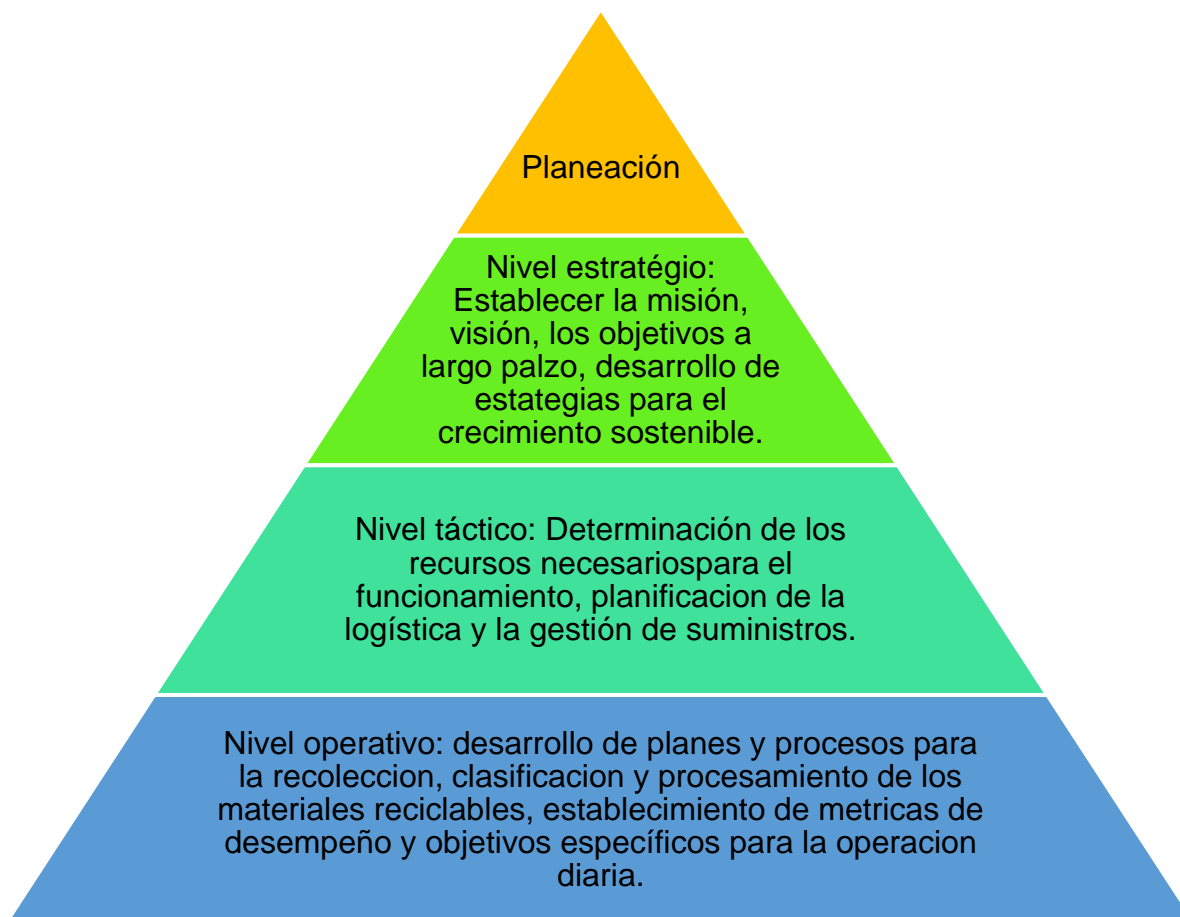 Planeación
Nivel estratégio:
Establecer la misión,
visión, los objetivos a
largo palzo, desarrollo de
estategias para el
crecimiento sostenible.
Nivel táctico: Determinación de los
recursos necesariospara el
funcionamiento, planificacion de la
logística y la gestión de suministros.
Nivel operativo: desarrollo de planes y procesos para
la recoleccion, clasificacion y procesamiento de los
materiales reciclables, establecimiento de metricas de
desempeño y objetivos específicos para la operacion
diaria.